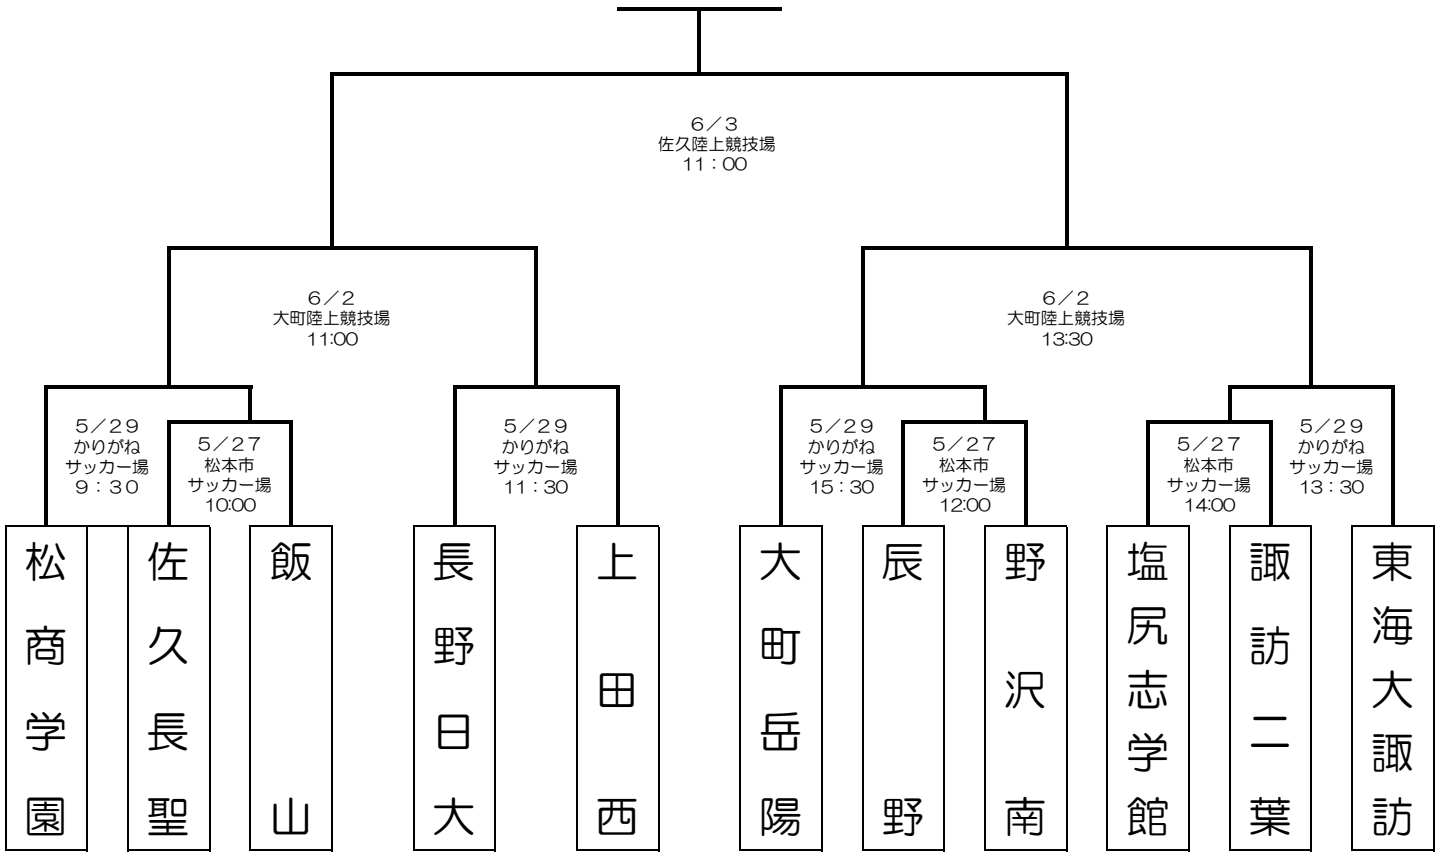 ６／３
佐久陸上競技場
11：00
６／２
大町陸上競技場
11:00
６／２
大町陸上競技場
13:30
５／２９
かりがね
サッカー場
９：３０
５／２７
松本市
サッカー場
10:00
５／２９
かりがね
サッカー場
11：30
５／２９
かりがね
サッカー場
15：30
５／２７
松本市
サッカー場
12:00
５／２７
松本市
サッカー場
14:00
５／２９
かりがね
サッカー場
13：30
松商学園
佐久長聖
飯山
長野日大
上田西
大町岳陽
辰野
野沢南
塩尻志学館
諏訪二葉
東海大諏訪